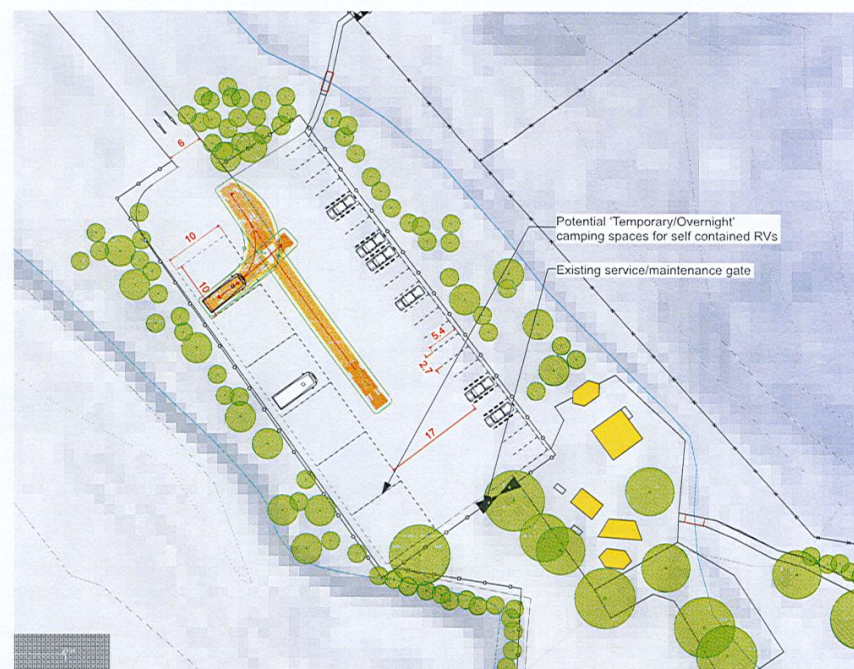 6
10
10
Potential 'Temporary/Overnight'
camping spaces for self contained RVs
Existing service/maintenance gate
5.4
2.7
17